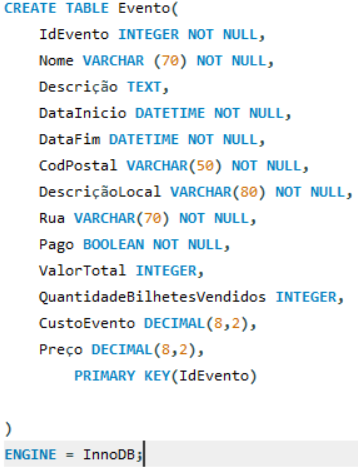 CREATE TABLE Evento(
IdEvento INTEGER NOT NULL,
Nome VARCHAR (70) NOT NULL,
Descrição TEXT,
DataInicio DATETIME NOT NULL,
DataFim DATETIME NOT NULL,
CodPostal VARCHAR(50) NOT NULL,
DescriçãoLocal VARCHAR(80) NOT NULL,
Rua VARCHAR(70) NOT NULL,
Pago BOOLEAN NOT NULL,
ValorTotal INTEGER,
QuantidadeBilhetesVendidos INTEGER,
CustoEvento DECIMAL(8,2),
Preço DECIMAL(8,2),
PRIMARY KEY(IdEvento)
)
ENGINE = InnoDB;